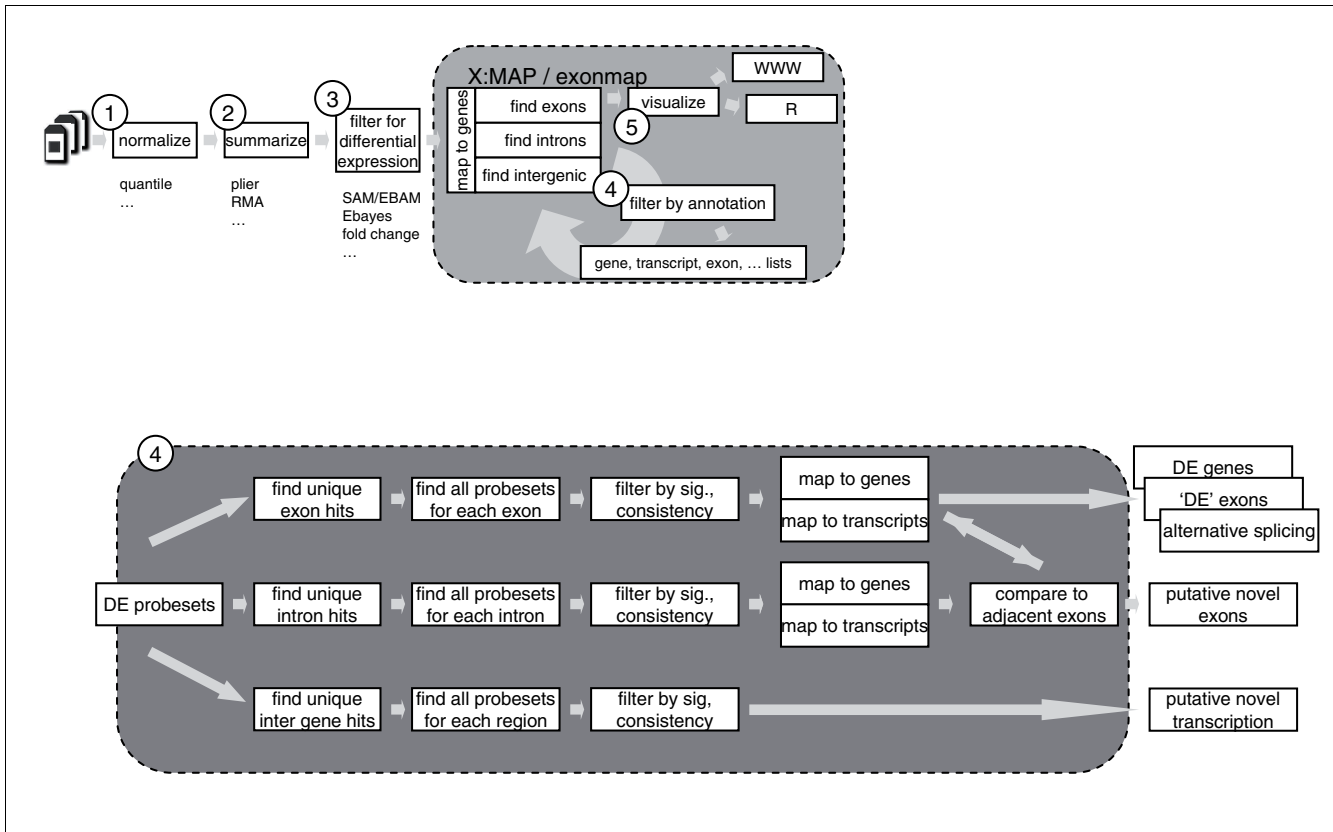 X:MAP / exonmap
1
normalize
quantile
…
2
summarize
plier
RMA
…
3
filter for
differential
expression
SAM/EBAM
Ebayes
fold change
…
map to genes
find exons
find introns
find intergenic
visualize
5
WWW
R
4
filter by annotation
gene, transcript, exon, … lists
4
DE probesets
find unique
exon hits
find all probesets
for each exon
filter by sig.,
consistency
map to genes
map to transcripts
DE genes
‘DE’ exons
alternative splicing
find unique
intron hits
find all probesets
for each intron
filter by sig.,
consistency
map to genes
map to transcripts
compare to
adjacent exons
putative novel
exons
find unique
inter gene hits
find all probesets
for each region
filter by sig,
consistency
putative novel
transcription